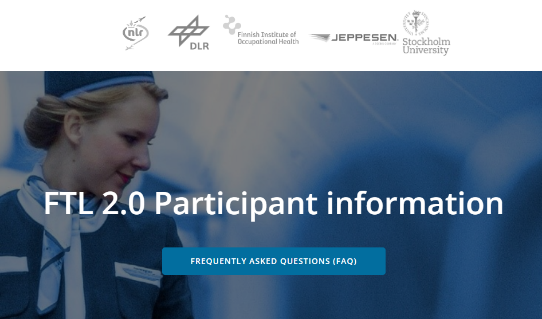 nlr
DLR
Finnish Institute of
Occupational Health
JEPPESEN
Stockholm
University
FTL 2.0 Participant information
FREQUENTLY ASKED QUESTIONS (FAQ)